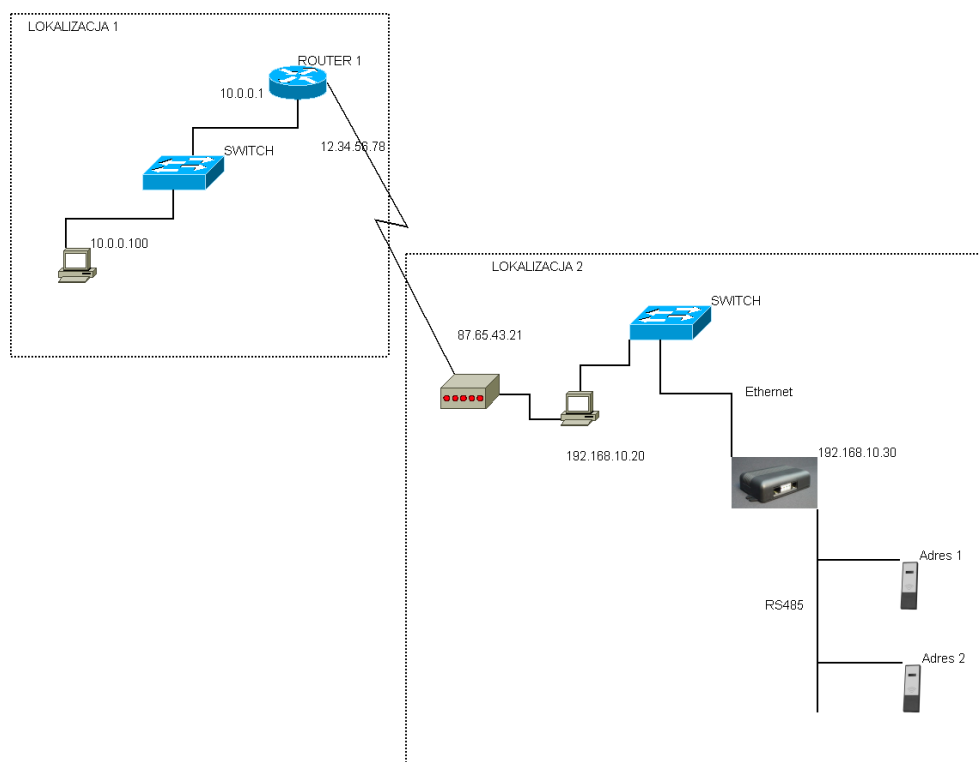 LOKALIZACJA 1
ROUTER 1
10.0.0.1
12.34.56.78
SWITCH
10.0.0.100
LOKALIZACJA 2
SWITCH
87.65.43.21
Ethernet
192.168.10.20
192.168.10.30
Adres 1
RS485
Adres 2